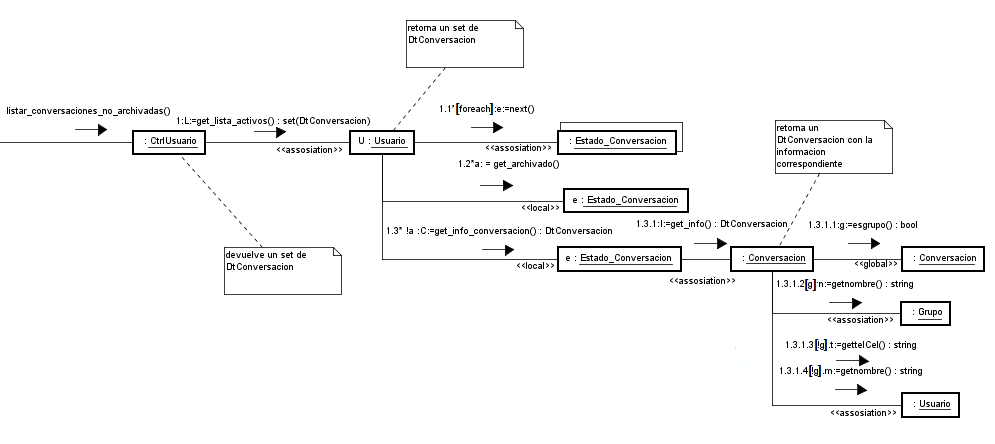 retorna un set de
DtConversacion
listar_conversaciones_no_archivadas()
1:L:=get_lista_activos() : set(DtConversacion)
1.1*[foreach]:e:=next()
: CtrlUsuario
U : Usuario
: Estado_Conversacion
<<assosiation>>
<<assosiation>>
retorna un
DtConversacion con la
informacion
correspondiente
1.2*a: = get_archivado()
e : Estado_Conversacion
<<local>>
1.3* !a :C:=get_info_conversacion() : DtConversacion
1.3.1:I:=get_info() : DtConversacion
1.3.1.1:g:=esgrupo() : bool
devuelve un set de
DtConversacion
e : Estado_Conversacion
: Conversacion
: Conversacion
<<local>>
<<assosiation>>
<<global>>
1.3.1.2[g]:n:=getnombre() : string
: Grupo
<<assosiation>>
1.3.1.3[!g].t:=gettelCel() : string
1.3.1.4[!g].m:=getnombre() : string
: Usuario
<<assosiation>>